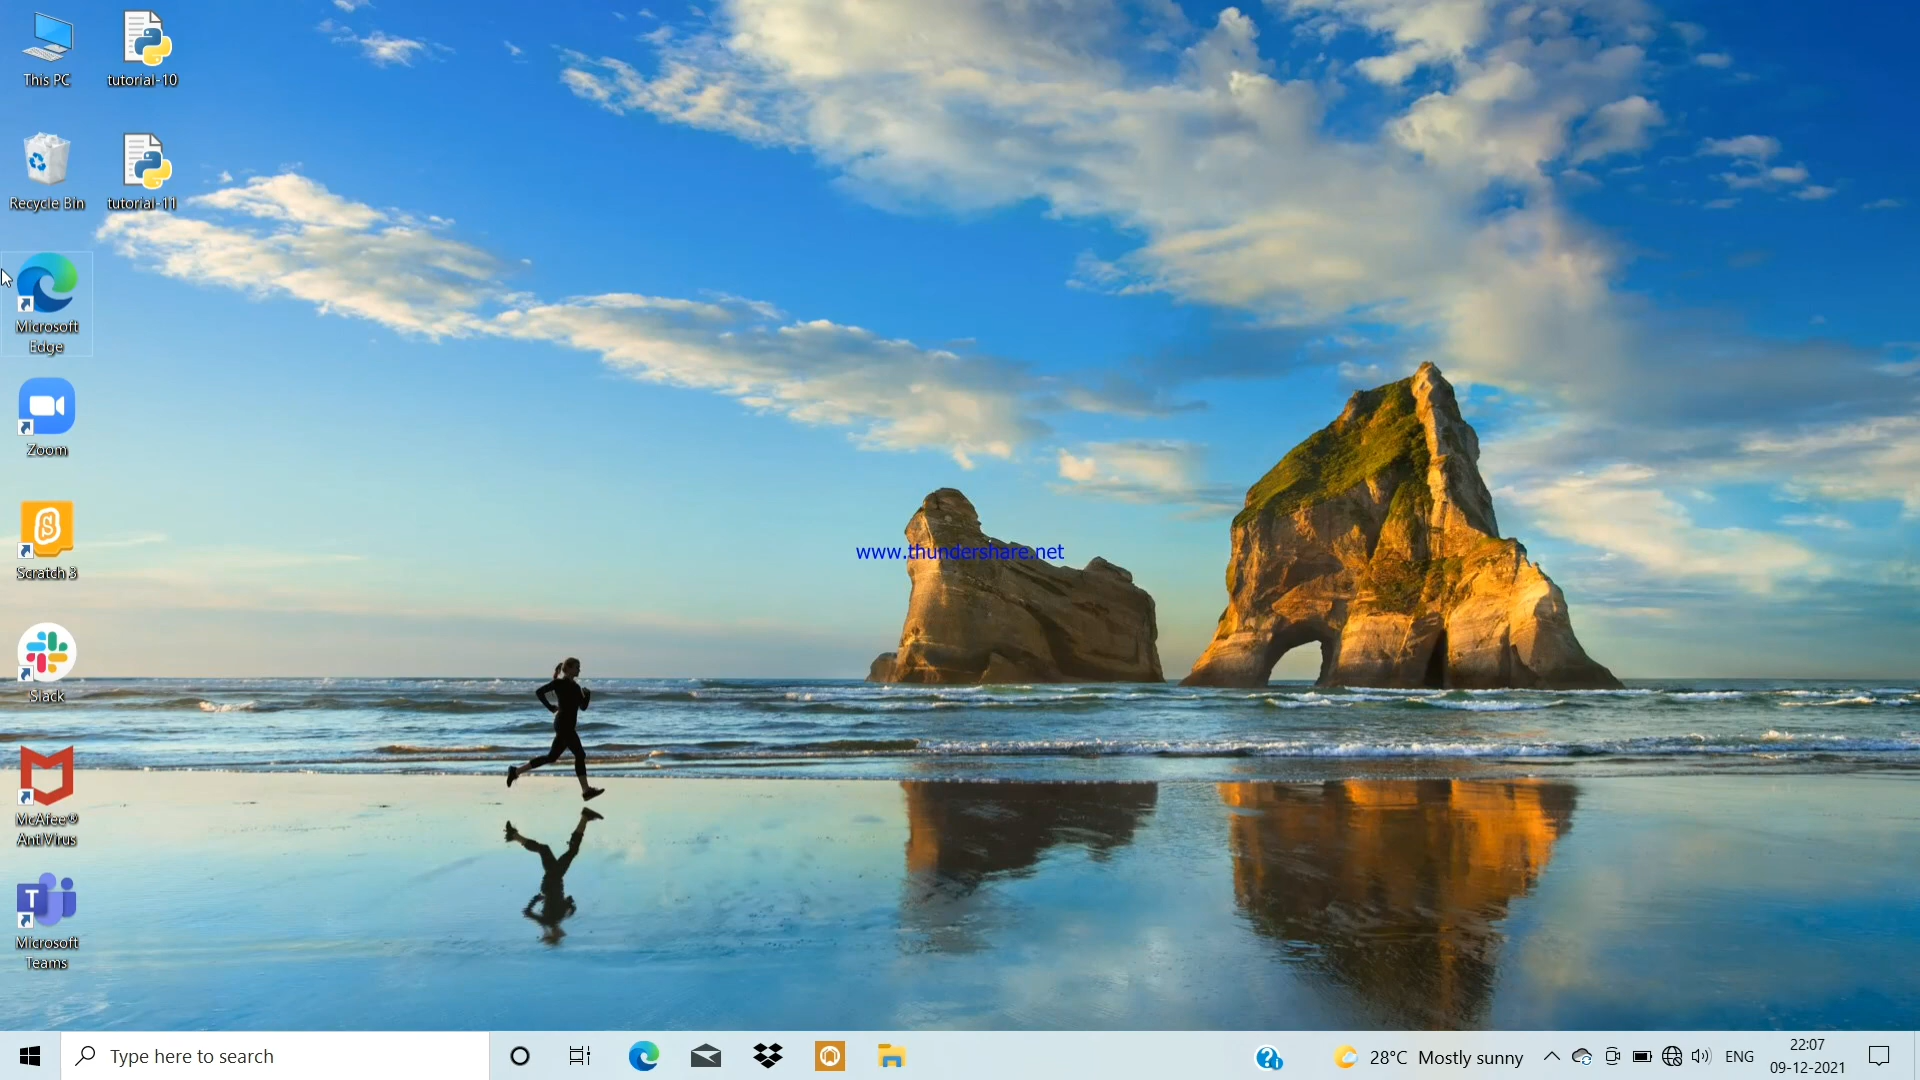 This PC
tutorial-10
Recycle Bin
tutorial-11
Microsoft
Edge
Zoom
Scratch 3
Slack
McAfee®
AntiVirus
T
Microsoft
Teams
www.thundershare.net
Type here to search
28°C Mostly sunny
ENG
22:07
09-12-2021